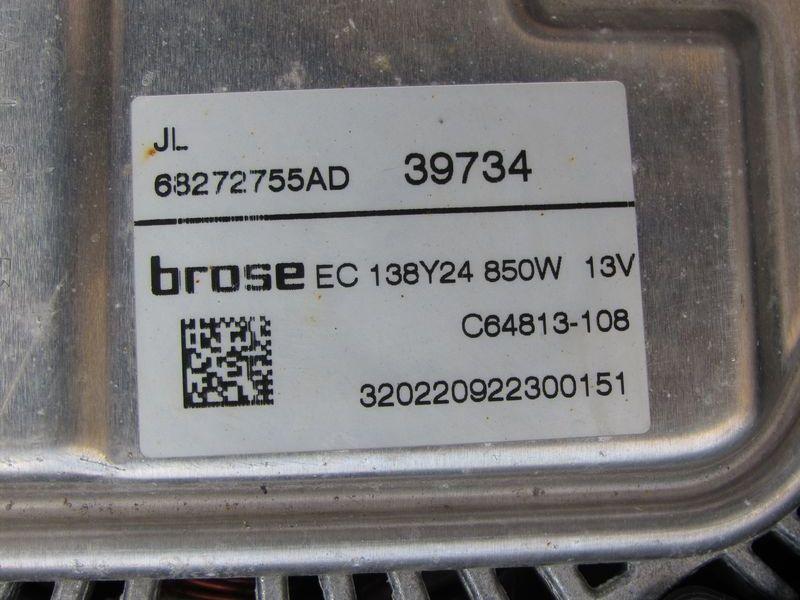 JL
68272755AD 39734
brose EC 138Y24 850W 13V
C64813-108
320220922300151